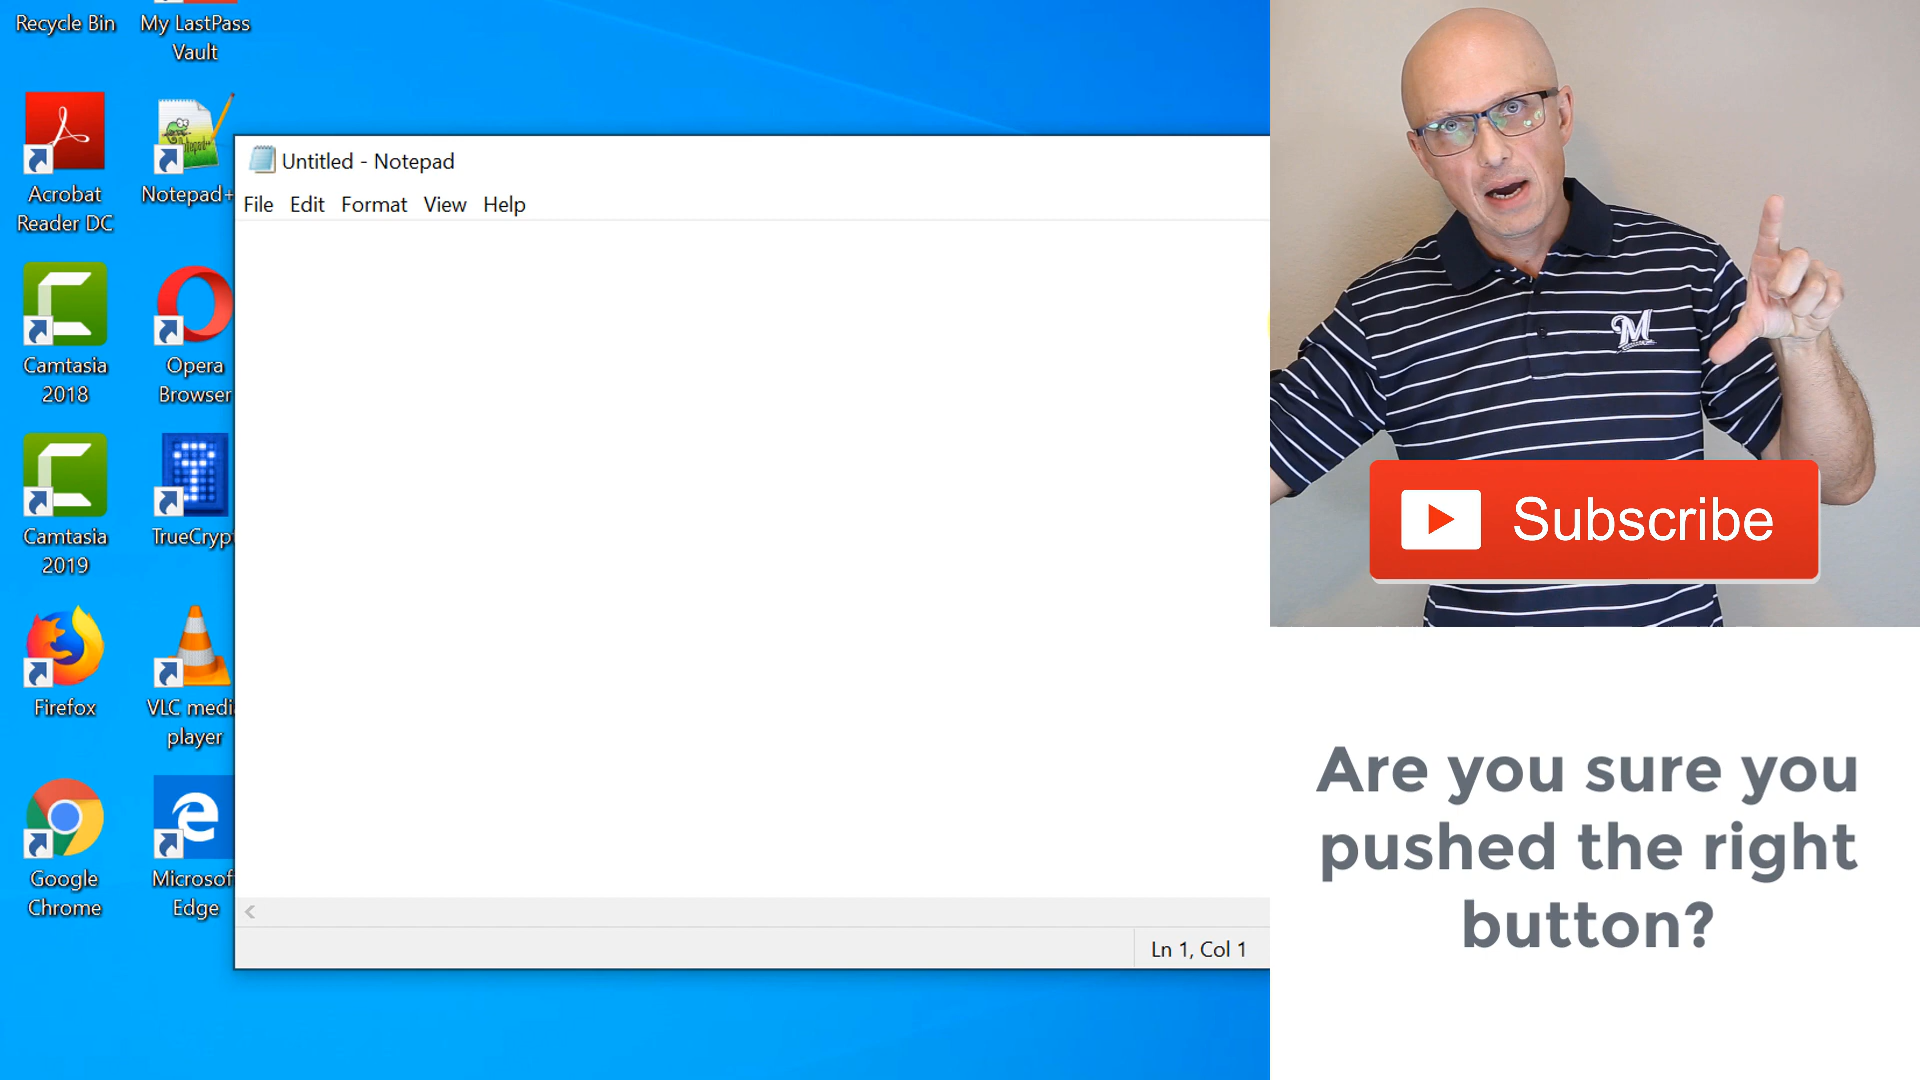 Recycle Bin
My LastPass
Vault
Acrobat
Reader DC
Notepad+
Camtasia
2018
Opera
Browser
Camtasia
2019
TrueCryp
Firefox
VLC medi
player
Google
Chrome
Microsof
Edge
Untitled - Notepad
File Edit Format View Help
Ln 1, Col 1
M
Subscribe
Are you sure you
pushed the right
button?